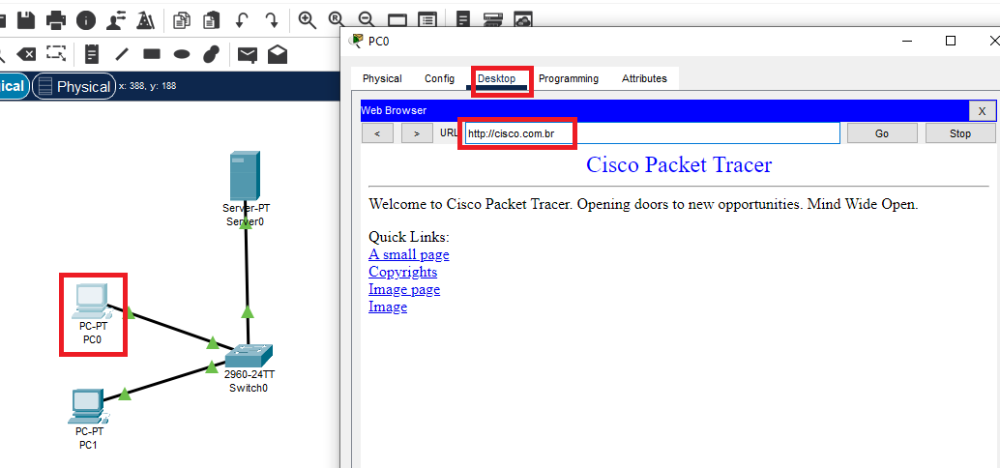 PC0
Physical Config Desktop Programming Attributes
ical Physical x: 388, y: 188
Web Browser X
< > URL http://cisco.com.br Go Stop
Cisco Packet Tracer
Welcome to Cisco Packet Tracer. Opening doors to new opportunities. Mind Wide Open.
Quick Links:
A small page
Copyrights
Image page
Image
Server-PT
Server0
PC-PT
PC0
2960-24TT
Switch0
PC-PT
PC1